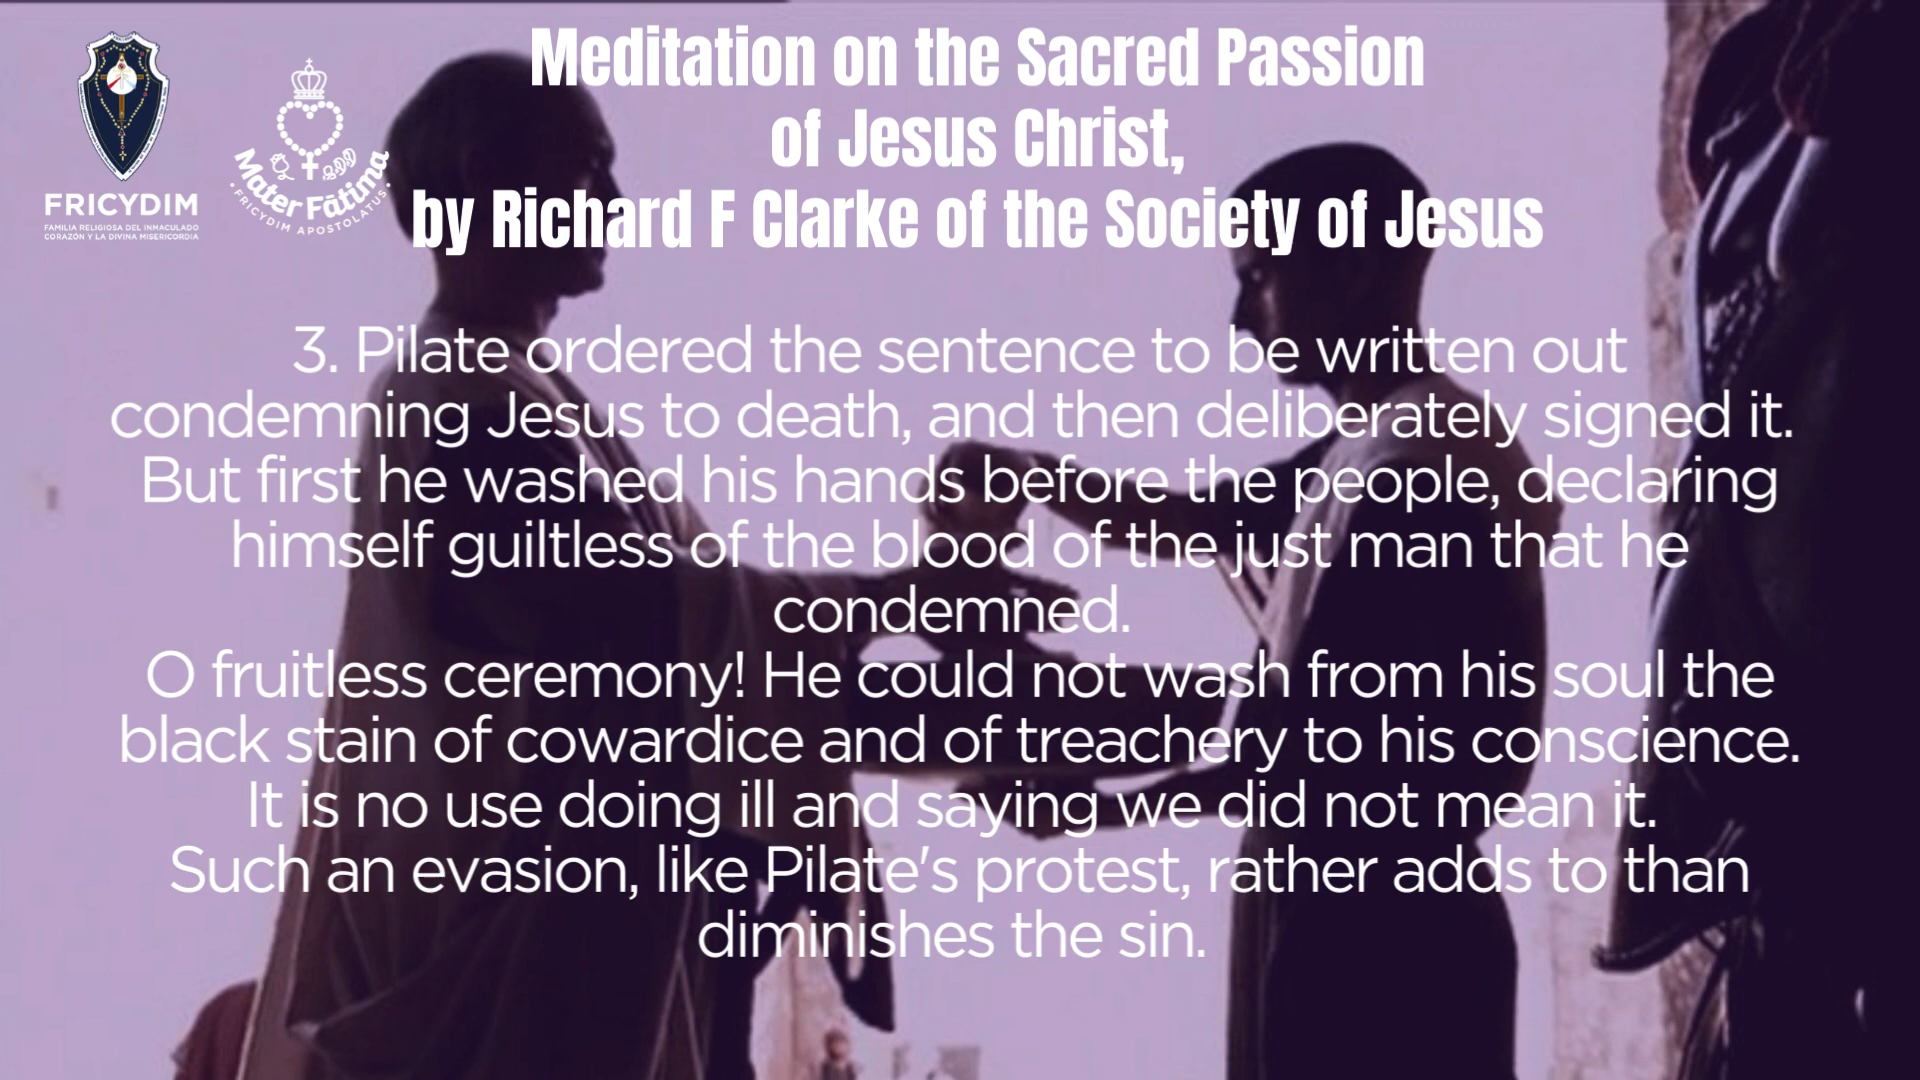 Meditation on the Sacred Passion
of Jesus Christ,
by Richard F Clarke of the Society of Jesus
FRICYDIM
FAMILIA RELIGIOSA DEL INMACULADO
CORAZÓN Y LA DIVINA MISERICORDIA
Mater Fátima
• FRICYDIM APOSTOLATUS •
3. Pilate ordered the sentence to be written out
condemning Jesus to death, and then deliberately signed it.
But first he washed his hands before the people, declaring
himself guiltless of the blood of the just man that he
condemned.
O fruitless ceremony! He could not wash from his soul the
black stain of cowardice and of treachery to his conscience.
It is no use doing ill and saying we did not mean it.
Such an evasion, like Pilate's protest, rather adds to than
diminishes the sin.